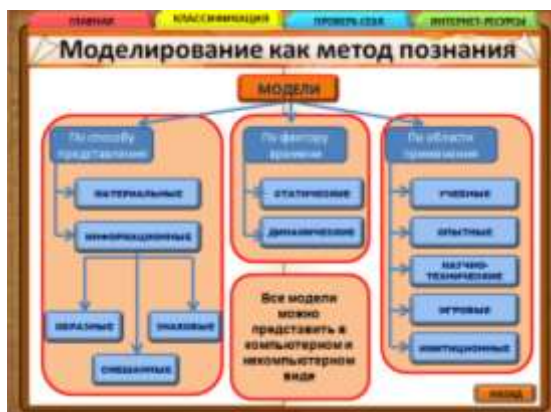 ГЛАВНАЯ
КЛАССИФИКАЦИЯ
ПРОВЕРЬ СЕБЯ
ИНТЕРНЕТ-РЕСУРСЫ
Моделирование как метод познания
МОДЕЛИ
По способу
представления
По фактору
времени
По области
применения
МАТЕРИАЛЬНЫЕ
ИНФОРМАЦИОННЫЕ
ОБРАЗНЫЕ
ЗНАКОВЫЕ
СМЕШАННЫЕ
СТАТИЧЕСКИЕ
ДИНАМИЧЕСКИЕ
Все модели
можно
представить в
компьютерном и
некомпьютерном
виде
УЧЕБНЫЕ
ОПЫТНЫЕ
НАУЧНО-
ТЕХНИЧЕСКИЕ
ИГРОВЫЕ
ИМИТАЦИОННЫЕ
НАЗАД